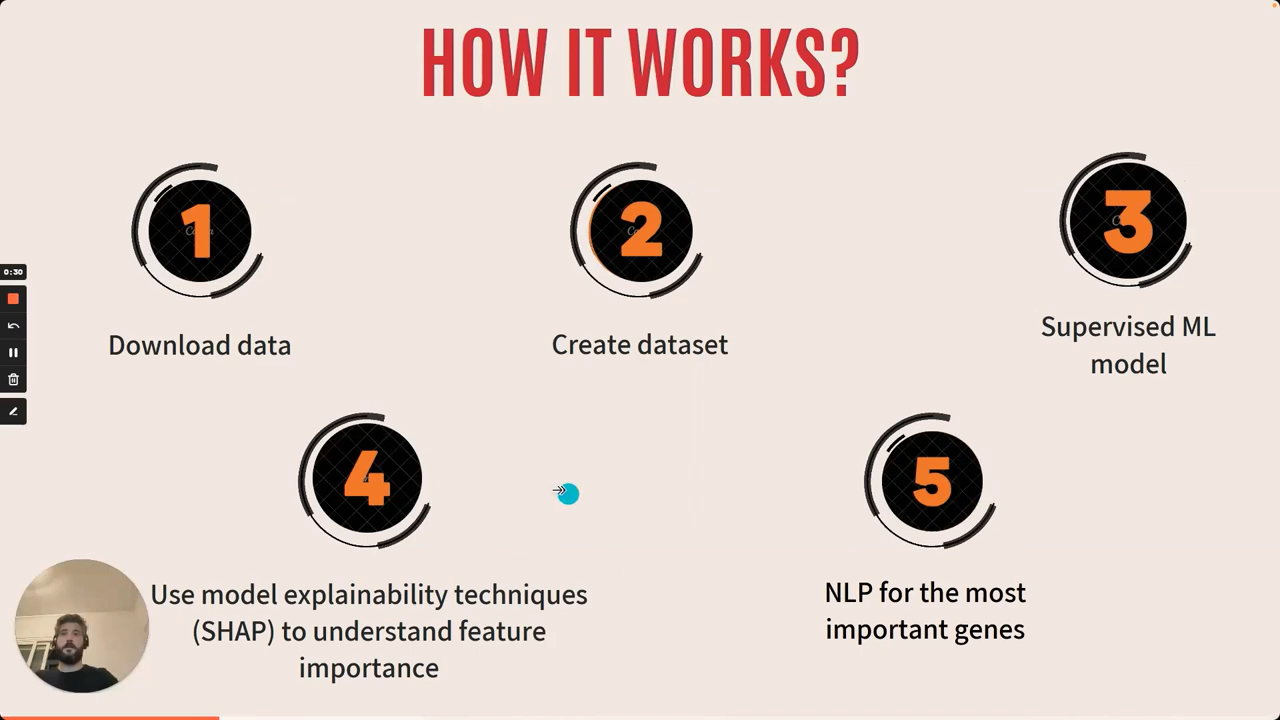 HOW IT WORKS?
1
2
3
Download data
Create dataset
Supervised ML
model
0:30
4
5
Use model explainability techniques
(SHAP) to understand feature
importance
NLP for the most
important genes